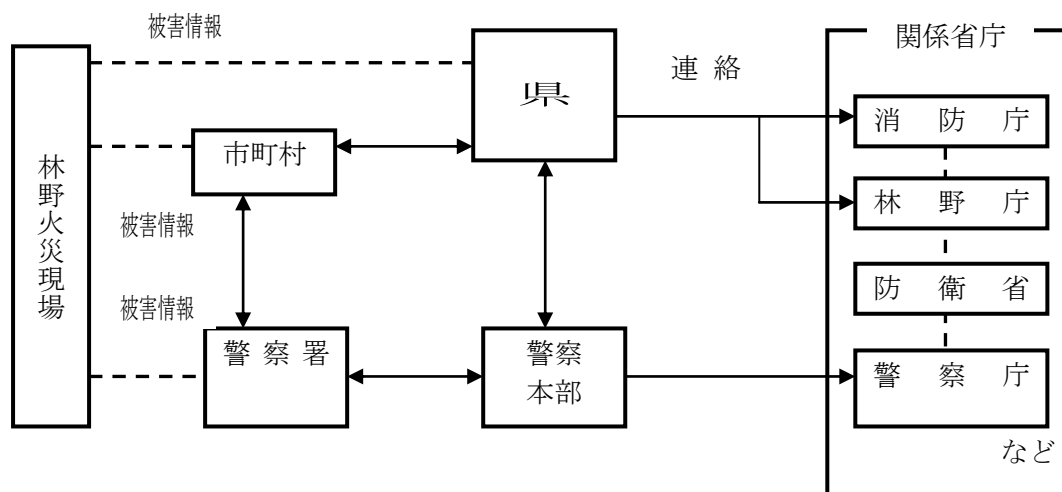 被害情報
関係省庁
県
連 絡
消 防 庁
市町村
林野火災現場
林 野 庁
被害情報
防 衛 省
被害情報
警 察 署
警察
本部
警 察 庁
など